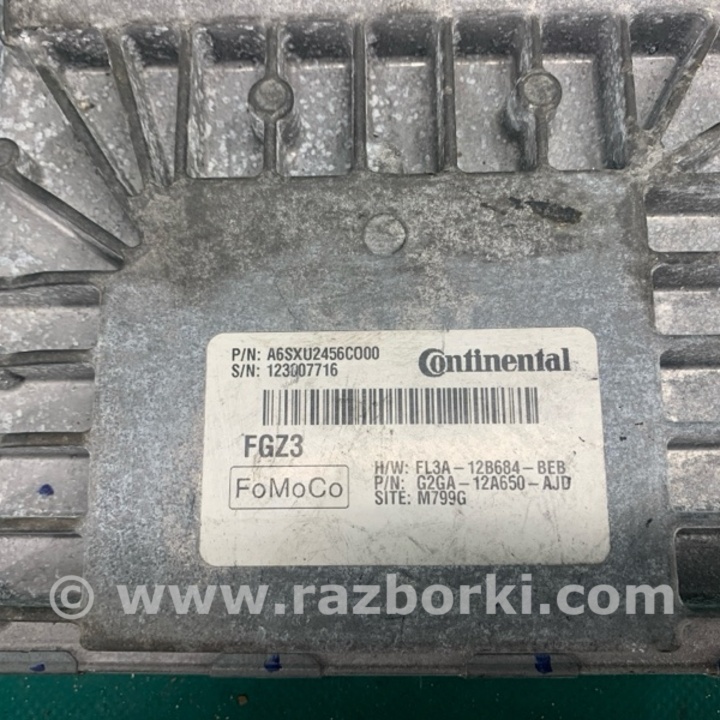 P/N: A6SXU2456C000
S/N: 123007716
Continental
FGZ3
FoMoCo
H/W: FL3A-12B684-BEB
P/N: G2GA-12A650-AJD
SITE: M799G
© www.razborki.com